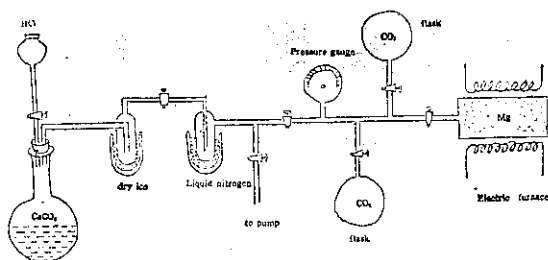 HCl
CaCO₃
dry ice
Liquid nitrogen
to pump
Pressure gauge
CO₂
flask
CO₂
flask
Mg
Electric furnace